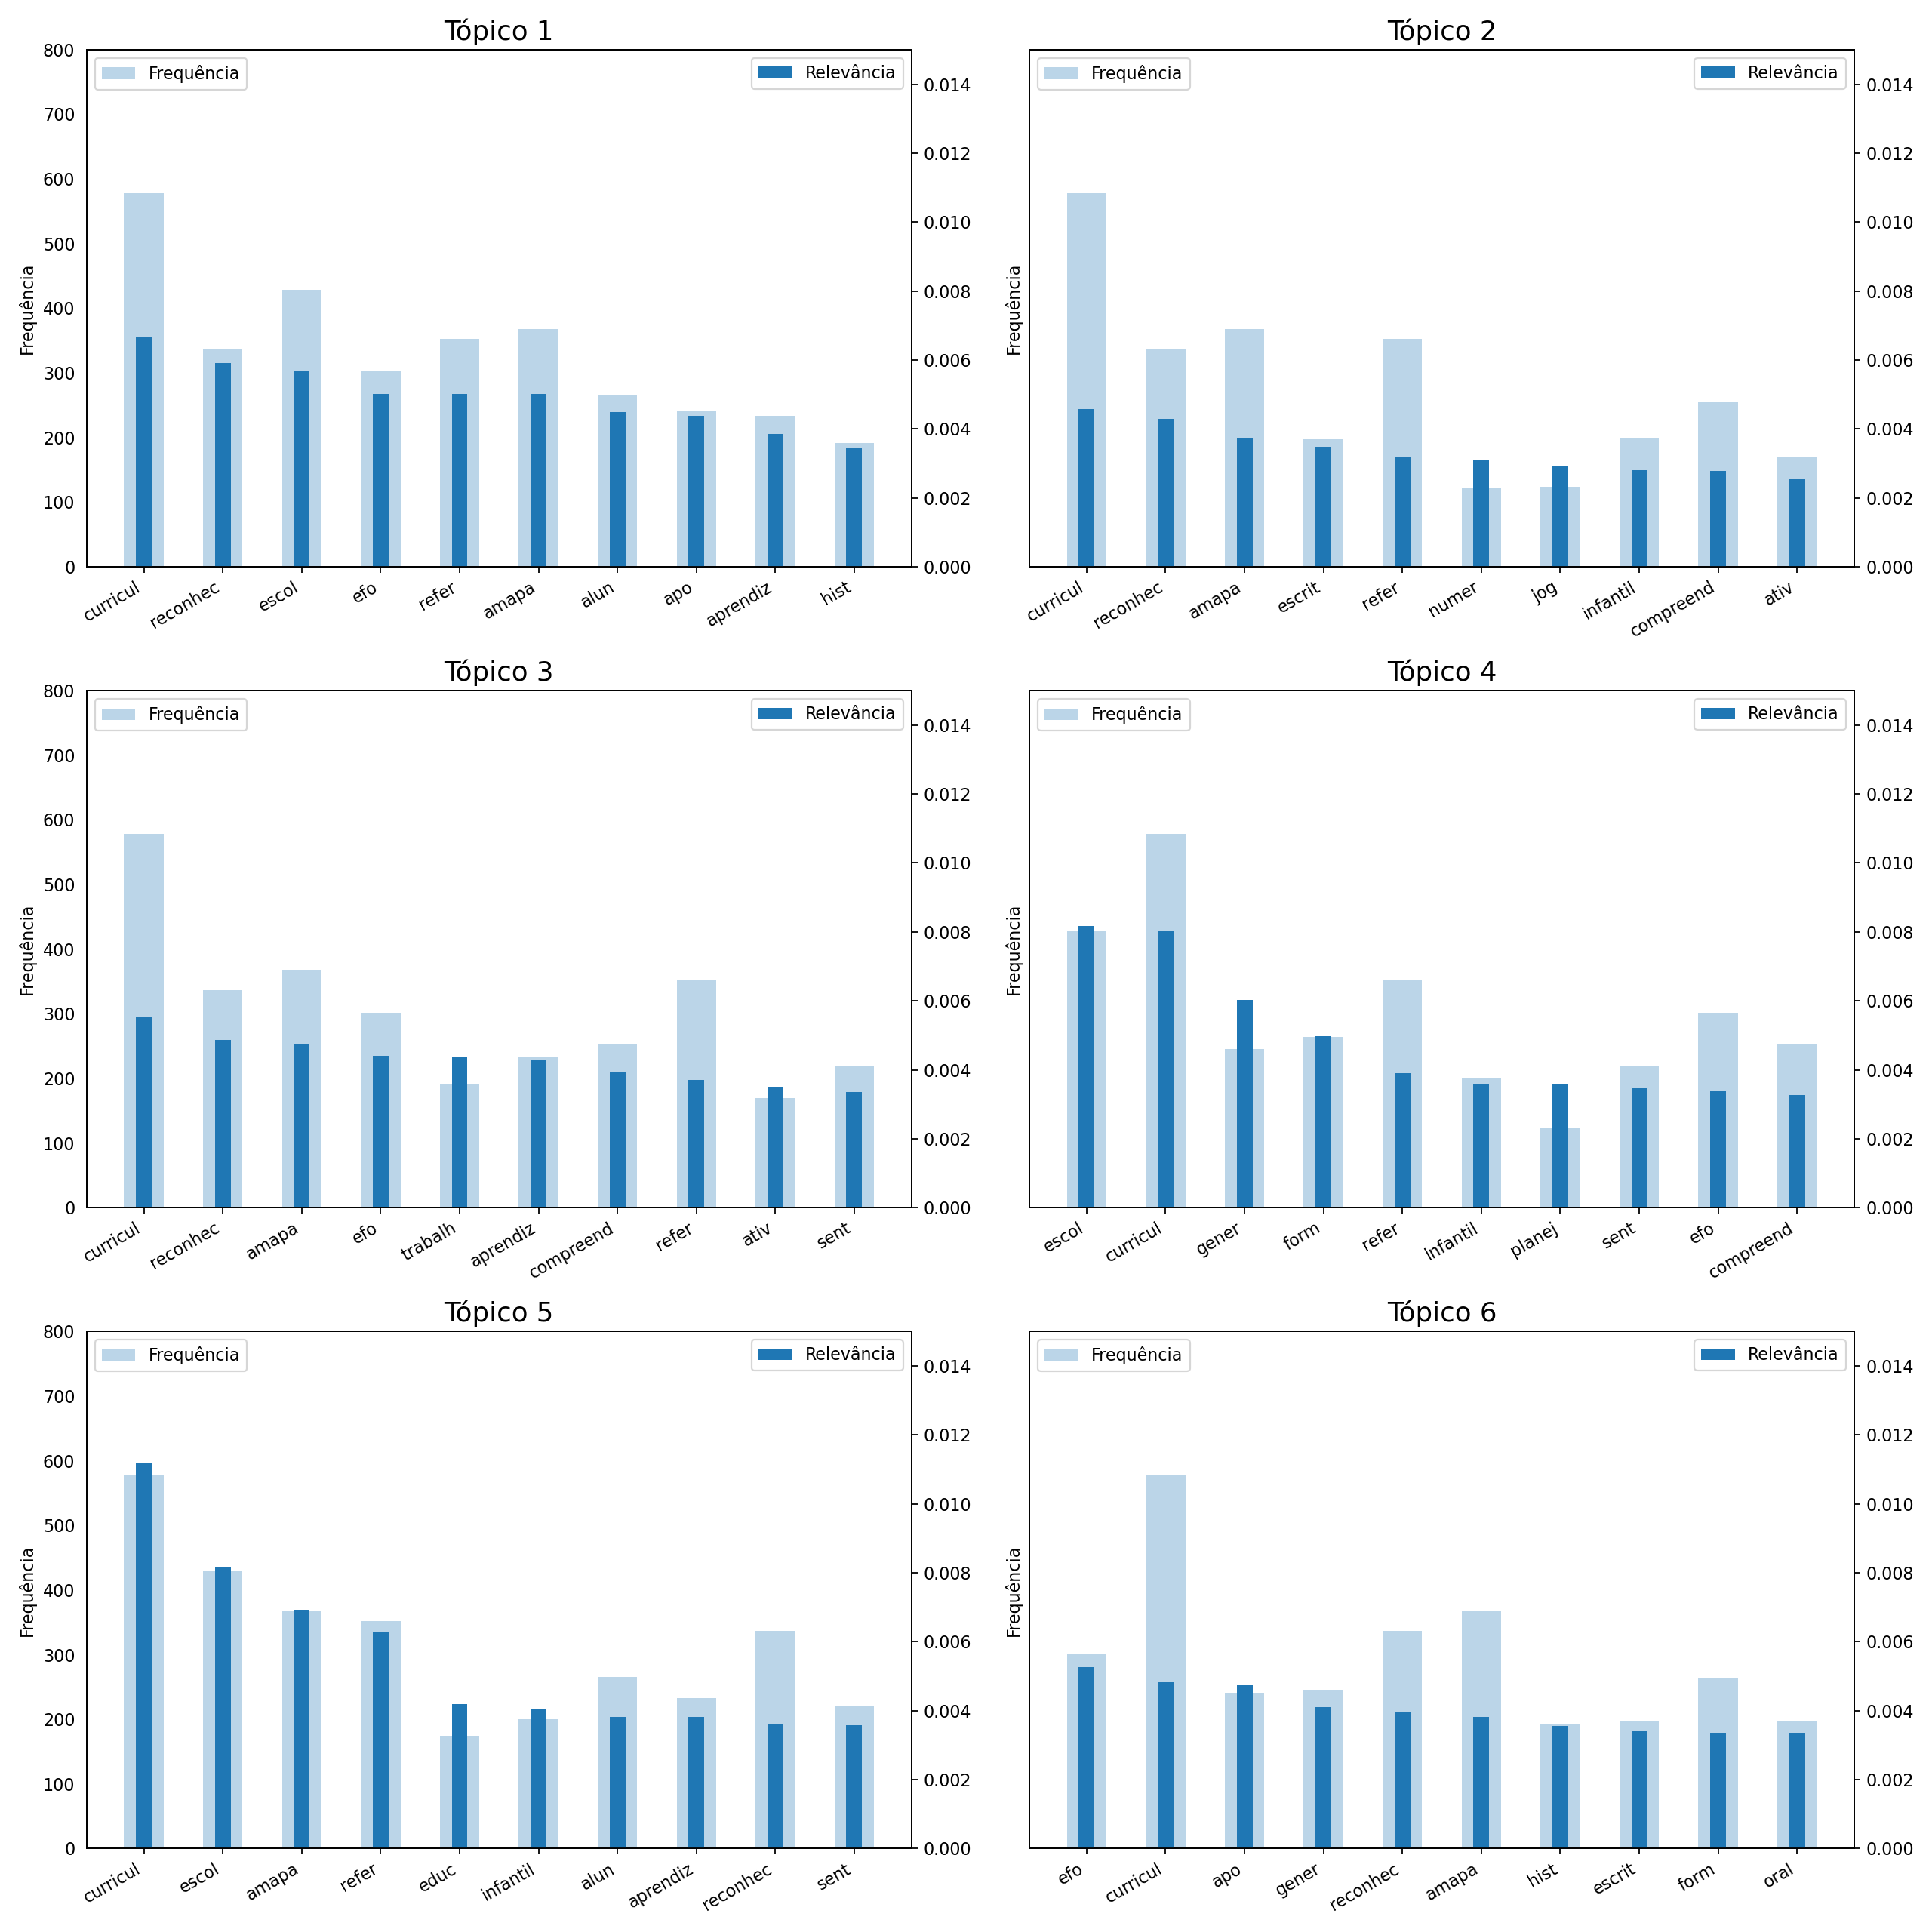 Tópico 1
Frequência
Relevância
800
700
600
500
400
300
200
100
0
Frequência
0.014
0.012
0.010
0.008
0.006
0.004
0.002
0.000
curricul reconhec escol efo refer amapa alun apo aprendiz hist
Tópico 2
Frequência
Relevância
Frequência
0.014
0.012
0.010
0.008
0.006
0.004
0.002
0.000
curricul reconhec amapa escrit refer numer jog infantil compreend ativ
Tópico 3
Frequência
Relevância
800
700
600
500
400
300
200
100
0
Frequência
0.014
0.012
0.010
0.008
0.006
0.004
0.002
0.000
curricul reconhec amapa efo trabalh aprendiz compreend refer ativ sent
Tópico 4
Frequência
Relevância
Frequência
0.014
0.012
0.010
0.008
0.006
0.004
0.002
0.000
escol curricul gener form refer infantil planej sent efo compreend
Tópico 5
Frequência
Relevância
800
700
600
500
400
300
200
100
0
Frequência
0.014
0.012
0.010
0.008
0.006
0.004
0.002
0.000
curricul escol amapa refer educ infantil alun aprendiz reconhec sent
Tópico 6
Frequência
Relevância
Frequência
0.014
0.012
0.010
0.008
0.006
0.004
0.002
0.000
efo curricul apo gener reconhec amapa hist escrit form oral